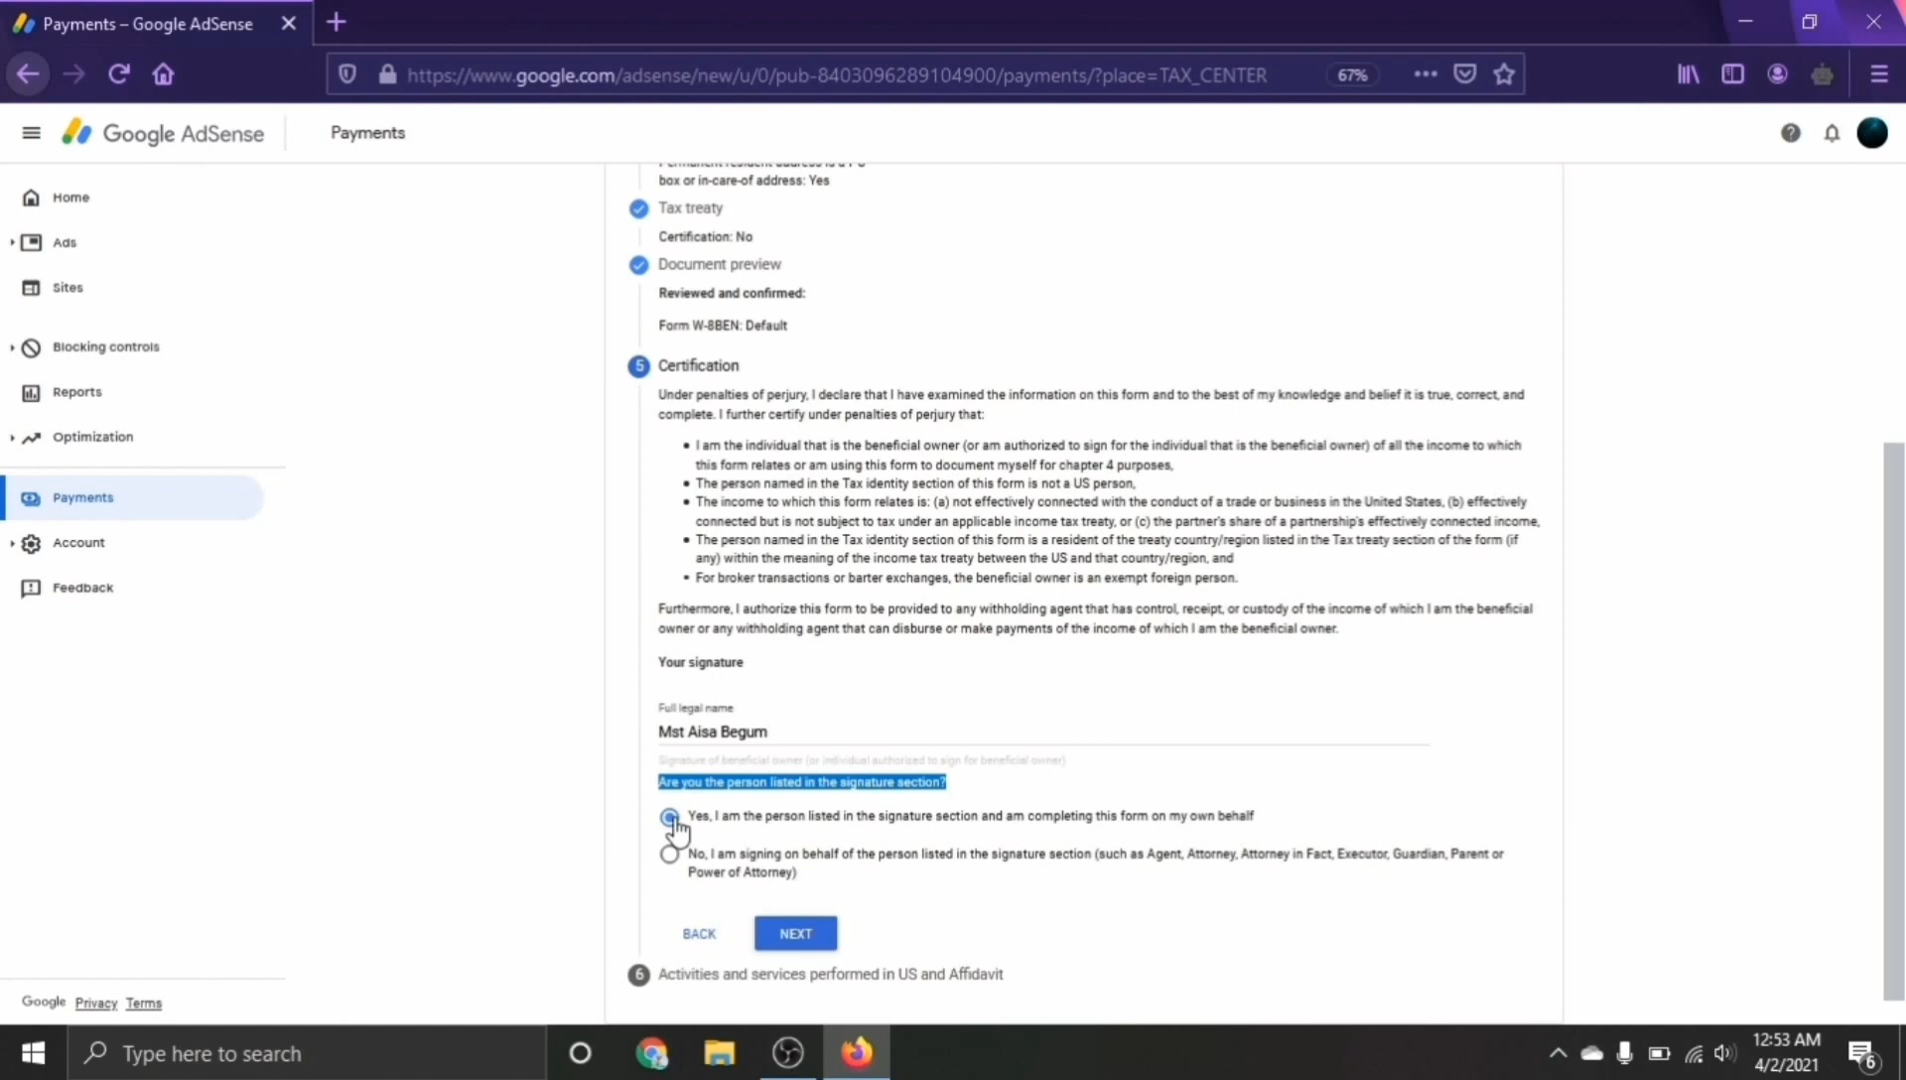 Payments – Google AdSense
https://www.google.com/adsense/new/u/0/pub-8403096289104900/payments/?place=TAX_CENTER
67%
Google AdSense
Payments
Home
Ads
Sites
Blocking controls
Reports
Optimization
Payments
Account
Feedback
Google Privacy Terms
Permanent resident address is a PO
box or in-care-of address: Yes
Tax treaty
Certification: No
Document preview
Reviewed and confirmed:
Form W-8BEN: Default
5 Certification
Under penalties of perjury, I declare that I have examined the information on this form and to the best of my knowledge and belief it is true, correct, and
complete. I further certify under penalties of perjury that:
• I am the individual that is the beneficial owner (or am authorized to sign for the individual that is the beneficial owner) of all the income to which
this form relates or am using this form to document myself for chapter 4 purposes,
• The person named in the Tax identity section of this form is not a US person,
• The income to which this form relates is: (a) not effectively connected with the conduct of a trade or business in the United States, (b) effectively
connected but is not subject to tax under an applicable income tax treaty, or (c) the partner's share of a partnership's effectively connected income,
• The person named in the Tax identity section of this form is a resident of the treaty country/region listed in the Tax treaty section of the form (if
any) within the meaning of the income tax treaty between the US and that country/region, and
• For broker transactions or barter exchanges, the beneficial owner is an exempt foreign person.
Furthermore, I authorize this form to be provided to any withholding agent that has control, receipt, or custody of the income of which I am the beneficial
owner or any withholding agent that can disburse or make payments of the income of which I am the beneficial owner.
Your signature
Full legal name
Mst Aisa Begum
Signature of beneficial owner (or individual authorized to sign for beneficial owner)
Are you the person listed in the signature section?
Yes, I am the person listed in the signature section and am completing this form on my own behalf
No, I am signing on behalf of the person listed in the signature section (such as Agent, Attorney, Attorney in Fact, Executor, Guardian, Parent or
Power of Attorney)
BACK NEXT
6 Activities and services performed in US and Affidavit
Type here to search
12:53 AM
4/2/2021
6